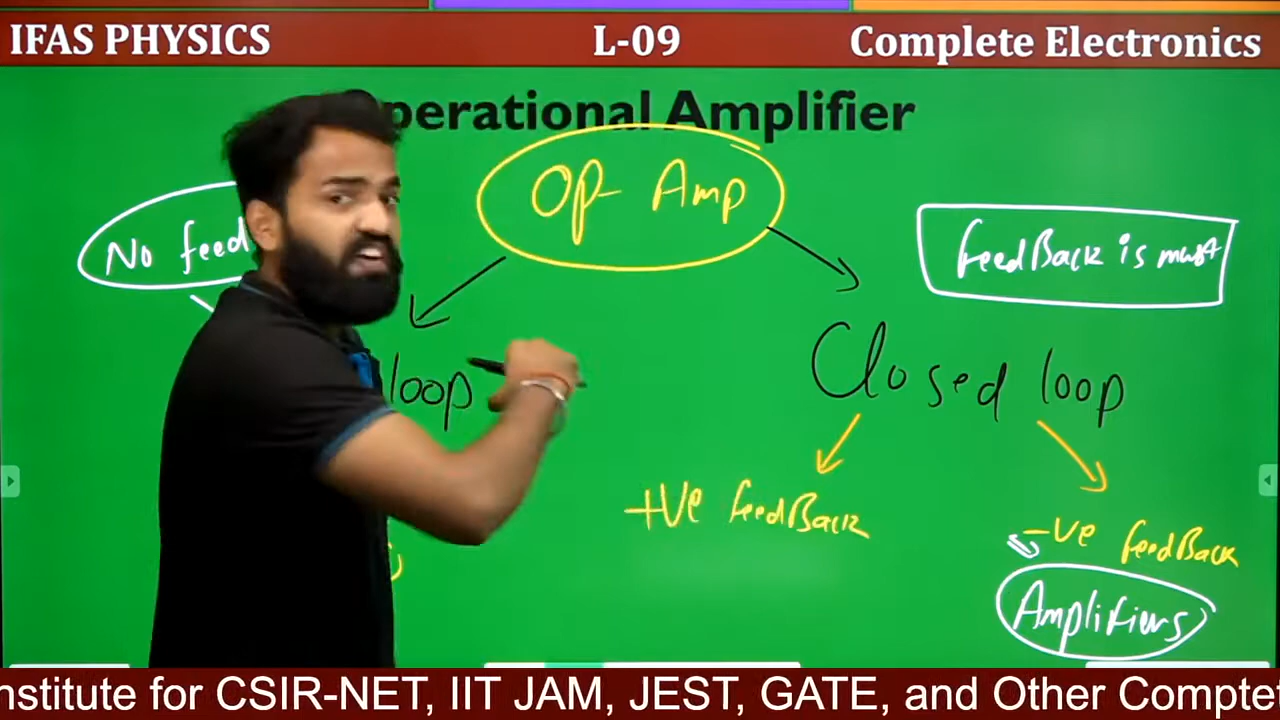 IFAS PHYSICS L-09 Complete Electronics
perational Amplifier
Op-Amp
No feed
feedBack is must
loop
Closed loop
+Ve feedBack
-ve feedBack
Amplifiers
nstitute for CSIR-NET, IIT JAM, JEST, GATE, and Other Comptet